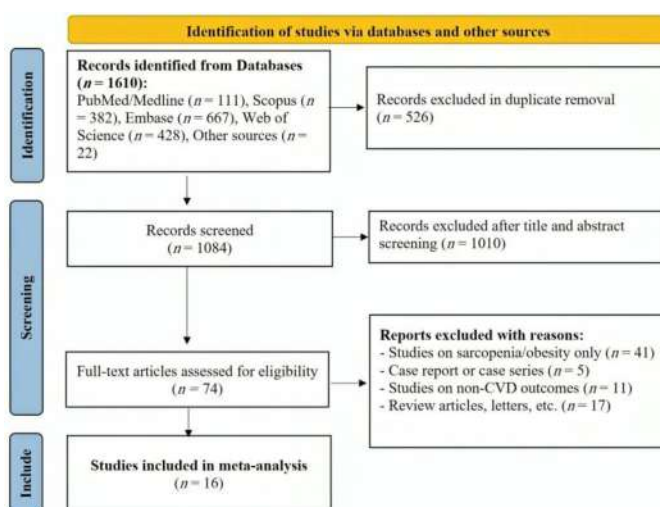 Identification of studies via databases and other sources
Identification
Records identified from Databases
(n = 1610):
PubMed/Medline (n = 111), Scopus (n
= 382), Embase (n = 667), Web of
Science (n = 428), Other sources (n =
22)
Records excluded in duplicate removal
(n = 526)
Screening
Records screened
(n = 1084)
Records excluded after title and abstract
screening (n = 1010)
Full-text articles assessed for eligibility
(n = 74)
Reports excluded with reasons:
- Studies on sarcopenia/obesity only (n = 41)
- Case report or case series (n = 5)
- Studies on non-CVD outcomes (n = 11)
- Review articles, letters, etc. (n = 17)
Include
Studies included in meta-analysis
(n = 16)